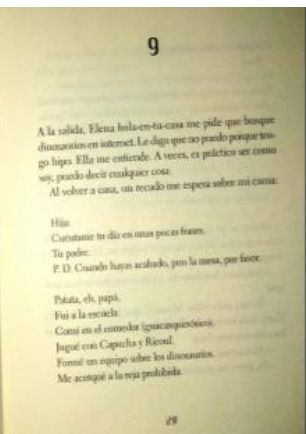 9
A la salida, Elena hola-en-tu-casa me pide que busque
dinosaurios en internet. Le digo que no puedo porque ten-
go hipo. Ella me entiende. A veces, es práctico ser como
soy, puedo decir cualquier cosa.
Al volver a casa, un recado me espera sobre mi cama:
Hijo:
Cuéntame tu día en unas pocas frases.
Tu padre.
P. D. Cuando hayas acabado, pon la mesa, por favor.
Patata, eh, papá,
Fui a la escuela.
Comí en el comedor
Jugué con Capucha y
Formé un equipo sobre los dinosaurios.
Me acerqué a la reja prohibida.